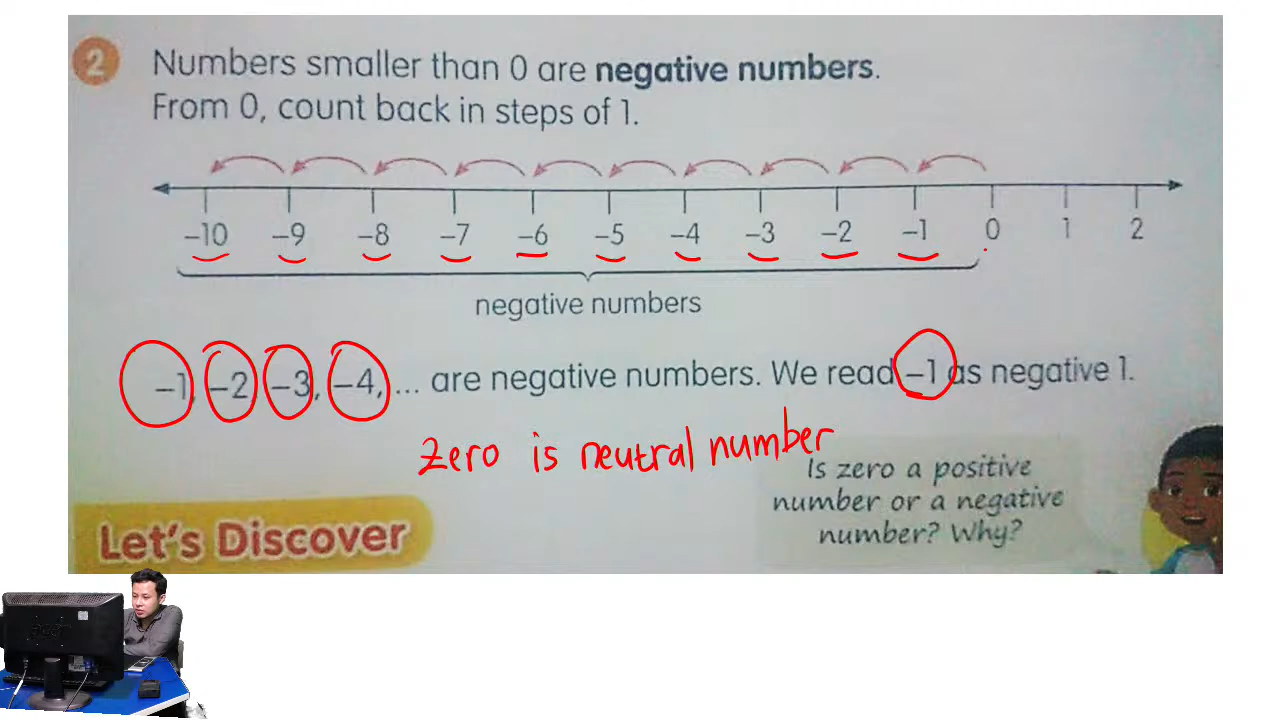 2 Numbers smaller than 0 are negative numbers.
From 0, count back in steps of 1.
–10 –9 –8 –7 –6 –5 –4 –3 –2 –1 0 1 2
negative numbers
–1, –2, –3, –4, ... are negative numbers. We read –1 as negative 1.
Zero is neutral number
Is zero a positive
number or a negative
number? Why?
Let's Discover
acer